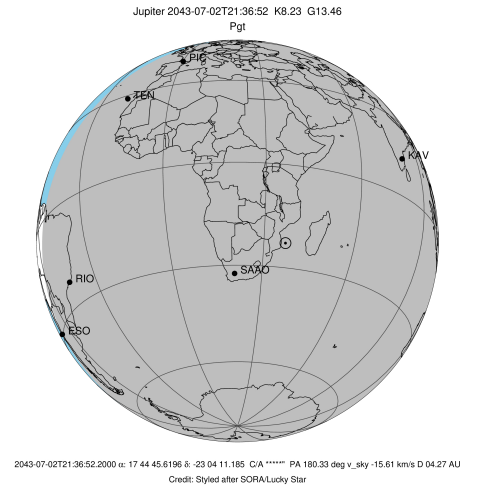 Jupiter 2043-07-02T21:36:52 K8.23 G13.46
Pgt
PIC
TEN
KAV
SAAO
RIO
ESO
2043-07-02T21:36:52.2000 α: 17 44 45.6196 δ: -23 04 11.185 C/A *****" PA 180.33 deg v_sky -15.61 km/s D 04.27 AU
Credit: Styled after SORA/Lucky Star